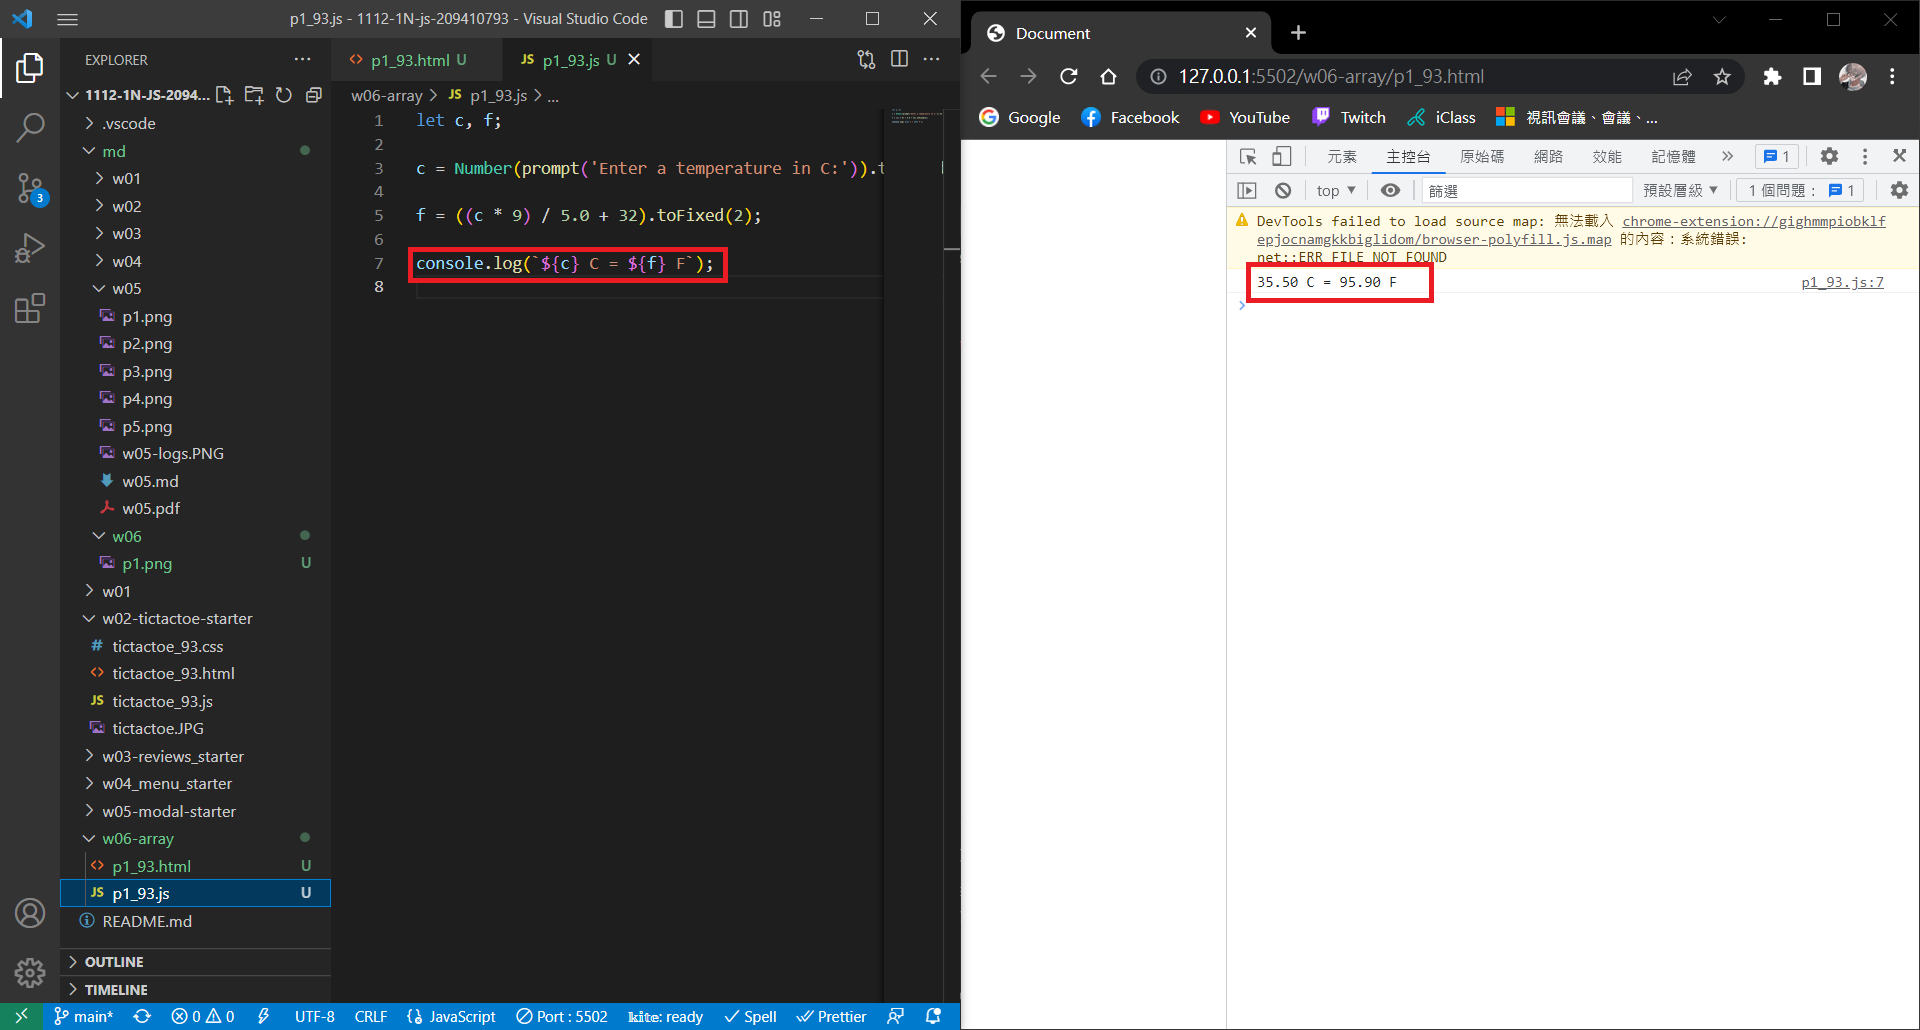 p1_93.js - 1112-1N-js-209410793 - Visual Studio Code
EXPLORER
1112-1N-JS-2094...
.vscode
md
w01
w02
w03
w04
w05
p1.png
p2.png
p3.png
p4.png
p5.png
w05-logs.PNG
w05.md
w05.pdf
w06
p1.png U
w01
w02-tictactoe-starter
# tictactoe_93.css
<> tictactoe_93.html
JS tictactoe_93.js
tictactoe.JPG
w03-reviews_starter
w04_menu_starter
w05-modal-starter
w06-array
<> p1_93.html U
JS p1_93.js U
README.md
OUTLINE
TIMELINE
3
<> p1_93.html U
JS p1_93.js U
w06-array > JS p1_93.js > ...
1 let c, f;
2
3 c = Number(prompt('Enter a temperature in C:')).t
4
5 f = ((c * 9) / 5.0 + 32).toFixed(2);
6
7 console.log(`${c} C = ${f} F`);
8
main* 0 0 UTF-8 CRLF {} JavaScript Port : 5502 kite: ready Spell Prettier
Document
127.0.0.1:5502/w06-array/p1_93.html
Google Facebook YouTube Twitch iClass 視訊會議、會議、...
元素 主控台 原始碼 網路 效能 記憶體 » 1
top 篩選 預設層級 1 個問題： 1
DevTools failed to load source map: 無法載入 chrome-extension://gighmmpiobklf
epjocnamgkkbiglidom/browser-polyfill.js.map 的內容：系統錯誤:
net::ERR_FILE_NOT_FOUND
35.50 C = 95.90 F p1_93.js:7